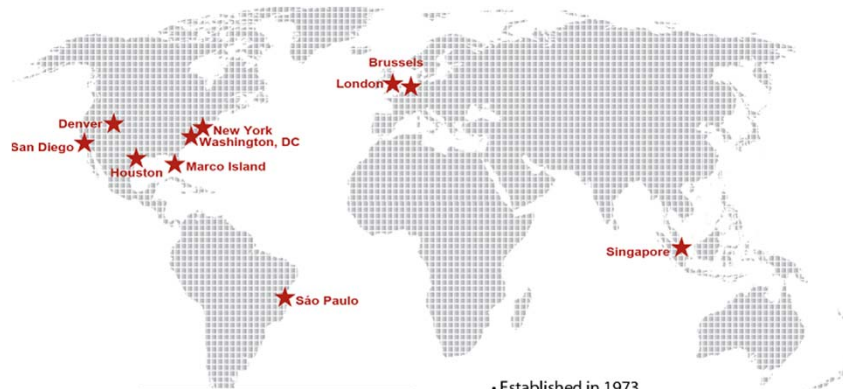 Brussels
London
Denver
New York
Washington, DC
San Diego
Houston
Marco Island
Singapore
São Paulo
• Established in 1973